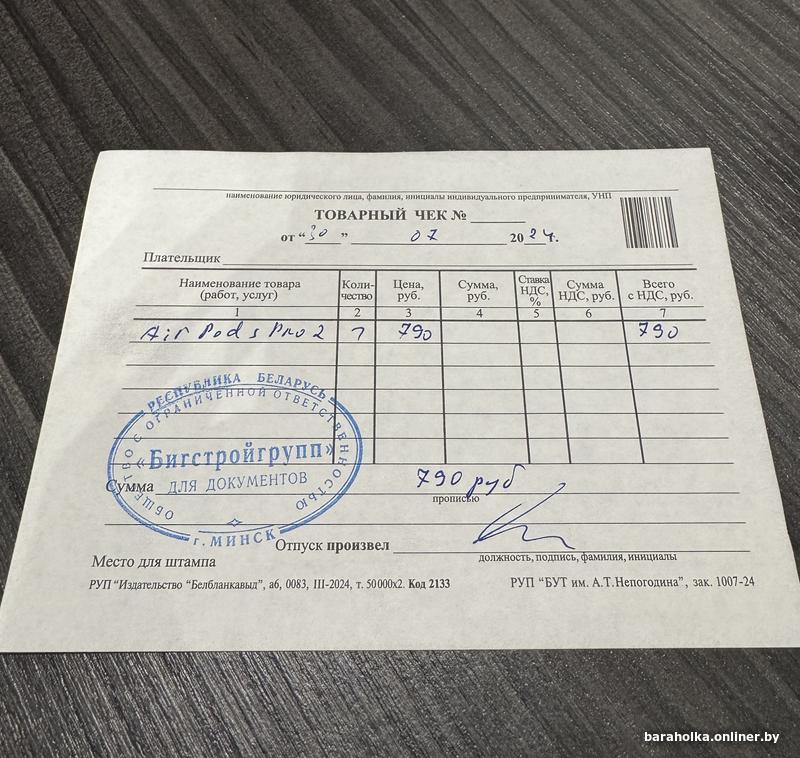 наименование юридического лица, фамилия, инициалы индивидуального предпринимателя, УНП
ТОВАРНЫЙ ЧЕК №
от “30” 07 2024г.
Плательщик
Наименование товара (работ, услуг) Коли-чество Цена, руб. Сумма, руб. Ставка НДС, % Сумма НДС, руб. Всего с НДС, руб.
1 2 3 4 5 6 7
Air Pods Pro 2 1 790 790
РЕСПУБЛИКА БЕЛАРУСЬ
ОБЩЕСТВО С ОГРАНИЧЕННОЙ ОТВЕТСТВЕННОСТЬЮ
«Бигстройгрупп»
ДЛЯ ДОКУМЕНТОВ
г. МИНСК
Сумма 790 руб
прописью
Отпуск произвел
должность, подпись, фамилия, инициалы
Место для штампа
РУП “Издательство “Белбланкавыд”, а6, 0083, III-2024, т. 50000х2. Код 2133 РУП “БУТ им. А.Т.Непогодина”, зак. 1007-24
baraholka.onliner.by